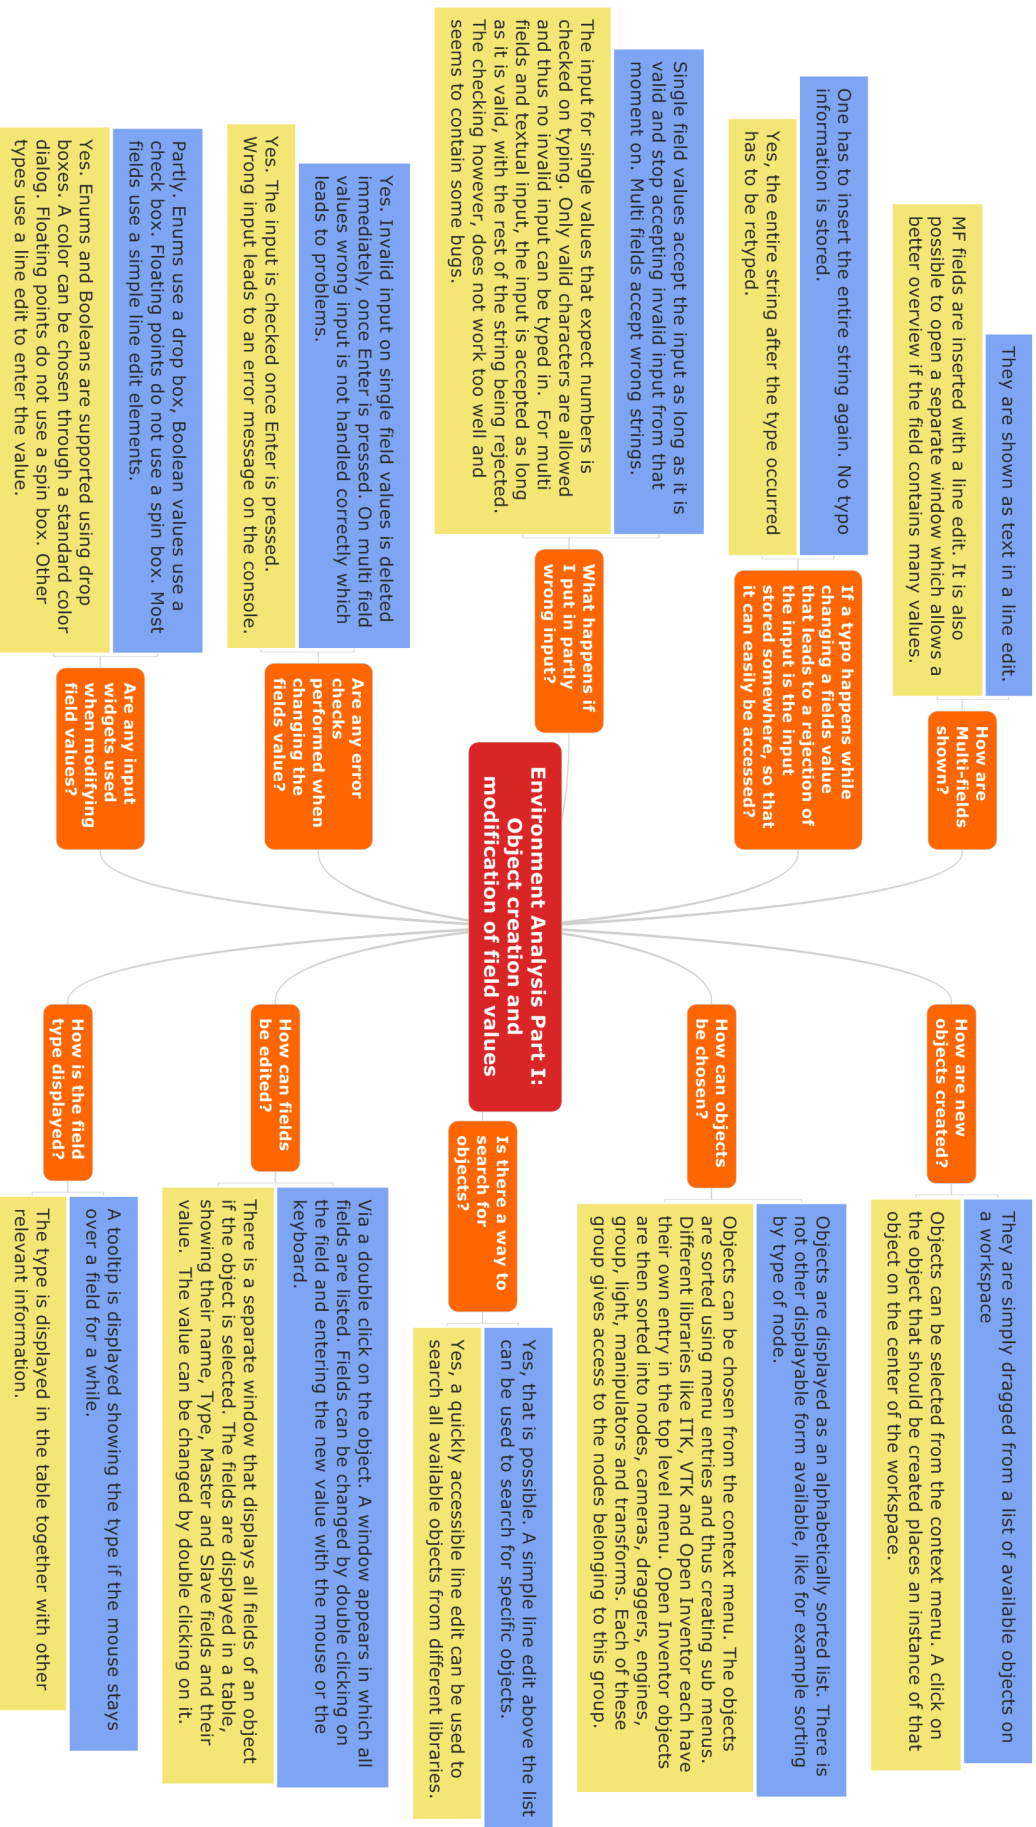 Environment Analysis Part I:
Object creation and
modification of field values
How are
Multi-fields
shown?
They are shown as text in a line edit.
MF fields are inserted with a line edit. It is also
possible to open a separate window which allows a
better overview if the field contains many values.
If a typo happens while
changing a fields value
that leads to a rejection of
the input is the input
stored somewhere, so that
it can easily be accessed?
One has to insert the entire string again. No typo
information is stored.
Yes, the entire string after the type occurred
has to be retyped.
What happens if
I put in partly
wrong input?
Single field values accept the input as long as it is
valid and stop accepting invalid input from that
moment on. Multi fields accept wrong strings.
The input for single values that expect numbers is
checked on typing. Only valid characters are allowed
and thus no invalid input can be typed in.  For multi
fields and textual input, the input is accepted as long
as it is valid, with the rest of the string being rejected.
The checking however, does not work too well and
seems to contain some bugs.
Are any error
checks
performed when
changing the
fields value?
Yes. Invalid input on single field values is deleted
immediately, once Enter is pressed. On multi field
values wrong input is not handled correctly which
leads to problems.
Yes. The input is checked once Enter is pressed.
Wrong input leads to an error message on the console.
Are any input
widgets used
when modifying
field values?
Partly. Enums use a drop box, Boolean values use a
check box. Floating points do not use a spin box. Most
fields use a simple line edit elements.
Yes. Enums and Booleans are supported using drop
boxes. A color can be chosen through a standard color
dialog. Floating points do not use a spin box. Other
types use a line edit to enter the value.
How are new
objects created?
They are simply dragged from a list of available objects on
a workspace
Objects can be selected from the context menu. A click on
the object that should be created places an instance of that
object on the center of the workspace.
How can objects
be chosen?
Objects are displayed as an alphabetically sorted list. There is
not other displayable form available, like for example sorting
by type of node.
Objects can be chosen from the context menu. The objects
are sorted using menu entries and thus creating sub menus.
Different libraries like ITK, VTK and Open Inventor each have
their own entry in the top level menu. Open Inventor objects
are then sorted into nodes, cameras, draggers, engines,
group, light, manipulators and transforms. Each of these
group gives access to the nodes belonging to this group.
Is there a way to
search for
objects?
Yes, that is possible. A simple line edit above the list
can be used to search for specific objects.
Yes, a quickly accessible line edit can be used to
search all available objects from different libraries.
How can fields
be edited?
Via a double click on the object. A window appears in which all
fields are listed. Fields can be changed by double clicking on
the field and entering the new value with the mouse or the
keyboard.
There is a separate window that displays all fields of an object
if the object is selected. The fields are displayed in a table,
showing their name, Type, Master and Slave fields and their
value.  The value can be changed by double clicking on it.
How is the field
type displayed?
A tooltip is displayed showing the type if the mouse stays
over a field for a while.
The type is displayed in the table together with other
relevant information.